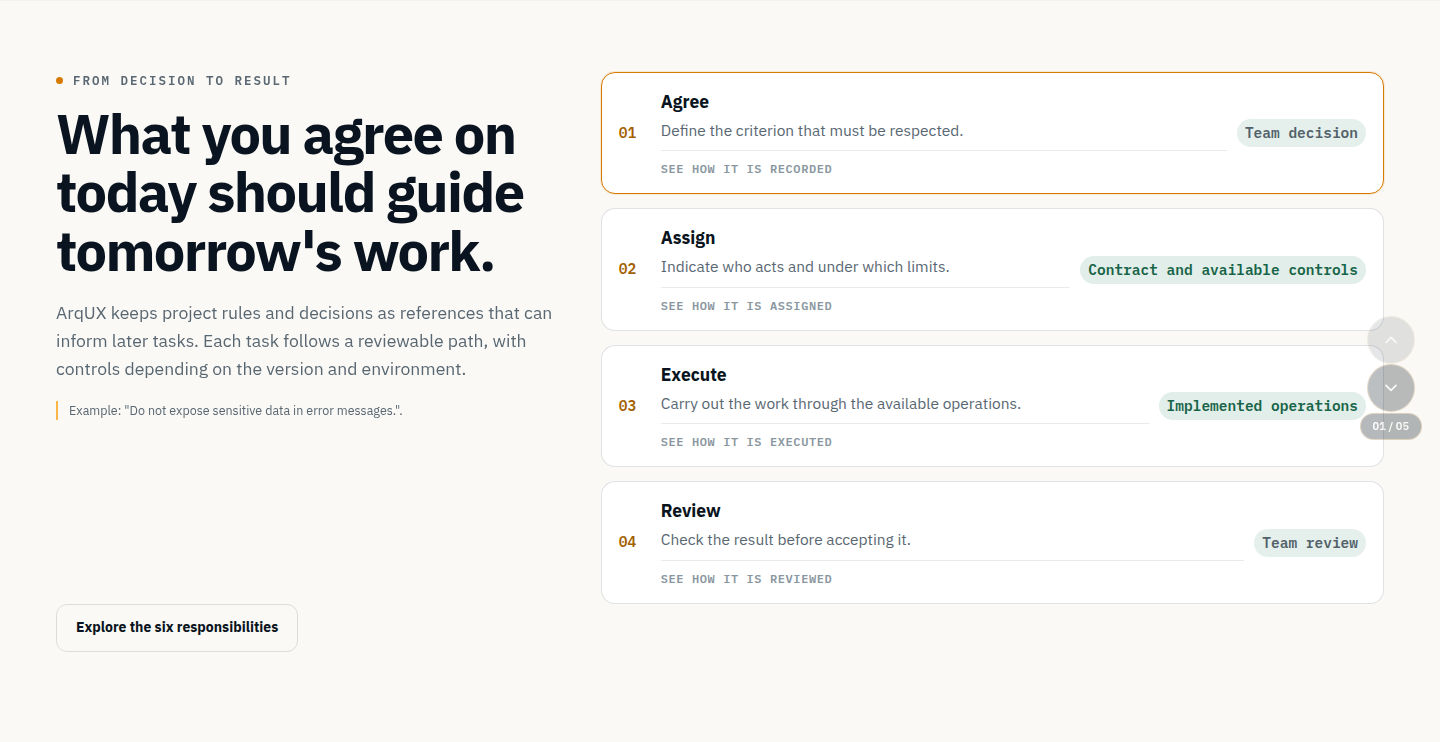 FROM DECISION TO RESULT
What you agree on
today should guide
tomorrow's work.
ArqUX keeps project rules and decisions as references that can
inform later tasks. Each task follows a reviewable path, with
controls depending on the version and environment.
Example: "Do not expose sensitive data in error messages.".
Explore the six responsibilities
01
Agree
Define the criterion that must be respected.
SEE HOW IT IS RECORDED
Team decision
02
Assign
Indicate who acts and under which limits.
SEE HOW IT IS ASSIGNED
Contract and available controls
03
Execute
Carry out the work through the available operations.
SEE HOW IT IS EXECUTED
Implemented operations
04
Review
Check the result before accepting it.
SEE HOW IT IS REVIEWED
Team review
01 / 05